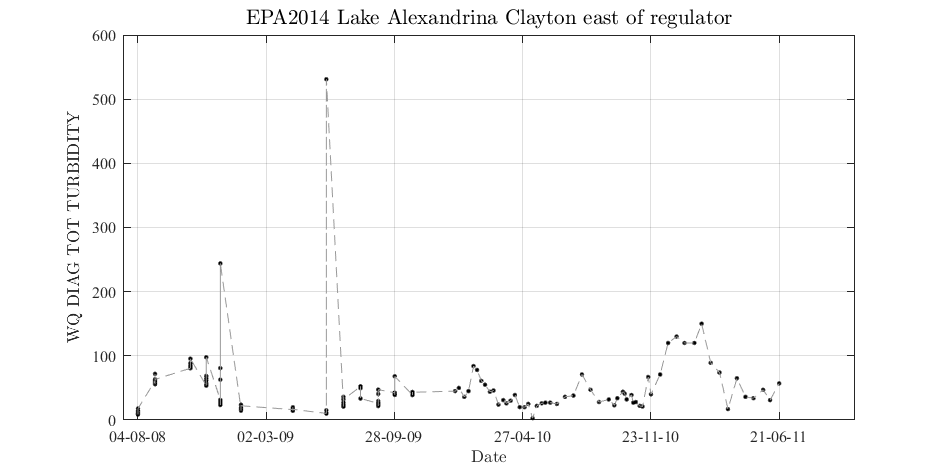 EPA2014 Lake Alexandrina Clayton east of regulator
600
500
400
300
200
100
0
WQ DIAG TOT TURBIDITY
04-08-08 02-03-09 28-09-09 27-04-10 23-11-10 21-06-11
Date